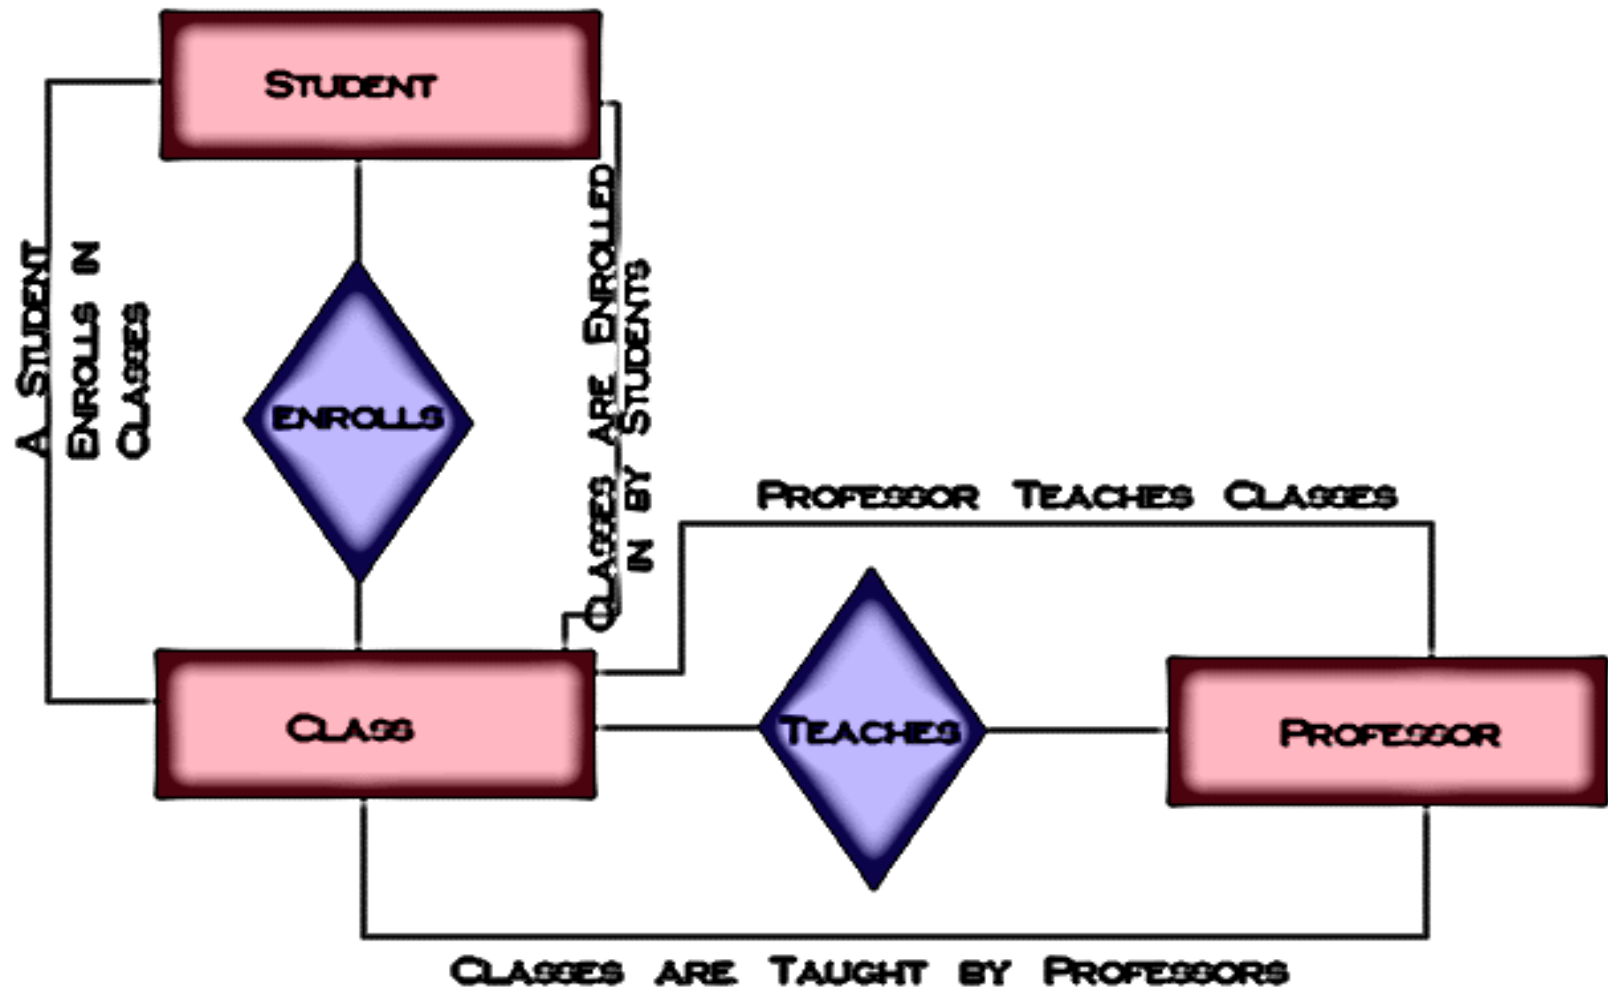 STUDENT
A STUDENT
ENROLLS IN
CLASSES
ENROLLS
CLASSES ARE ENROLLED
IN BY STUDENTS
PROFESSOR TEACHES CLASSES
CLASS
TEACHES
PROFESSOR
CLASSES ARE TAUGHT BY PROFESSORS